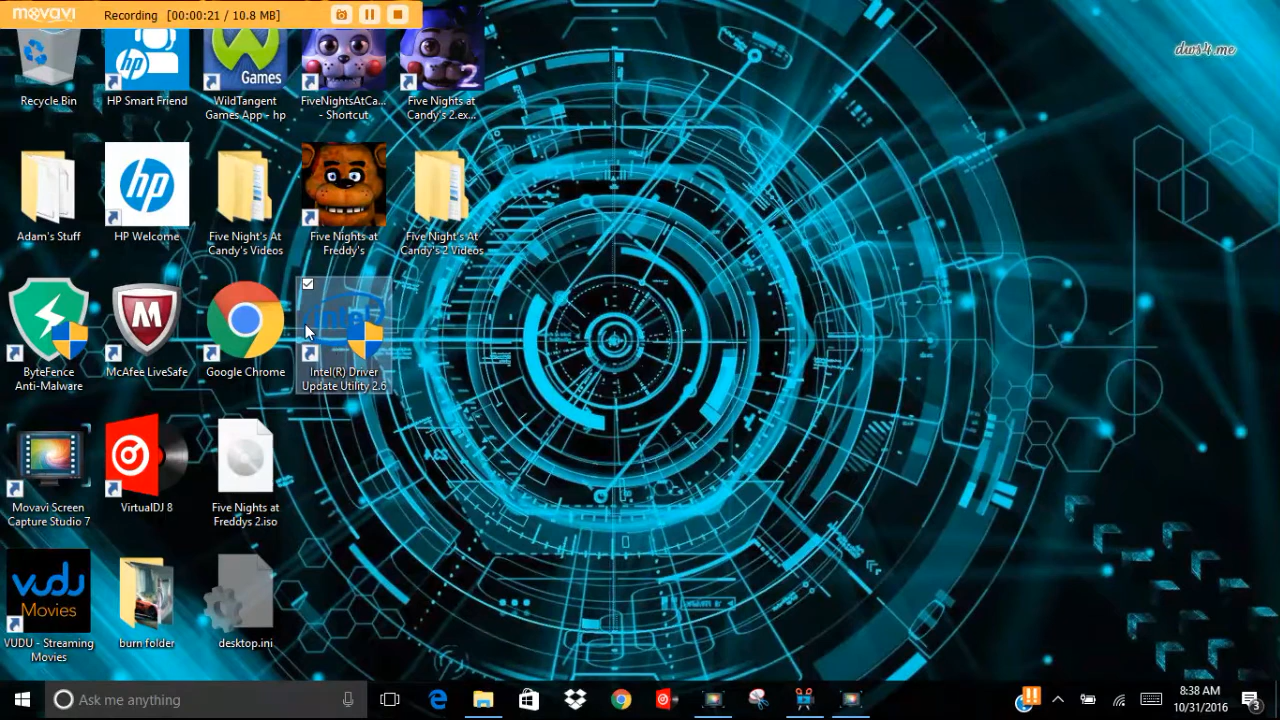 movavi Recording [00:00:21 / 10.8 MB]
daws4.me
Games
2
Recycle Bin
HP Smart Friend
WildTangent
Games App - hp
FiveNightsAtCa...
- Shortcut
Five Nights at
Candy's 2.ex...
hp
Adam's Stuff
HP Welcome
Five Night's At
Candy's Videos
Five Nights at
Freddy's
Five Night's At
Candy's 2 Videos
intel
ByteFence
Anti-Malware
McAfee LiveSafe
Google Chrome
Intel(R) Driver
Update Utility 2.6
Movavi Screen
Capture Studio 7
VirtualDJ 8
Five Nights at
Freddys 2.iso
vudu
Movies
VUDU - Streaming
Movies
burn folder
desktop.ini
Ask me anything
8:38 AM
10/31/2016
3